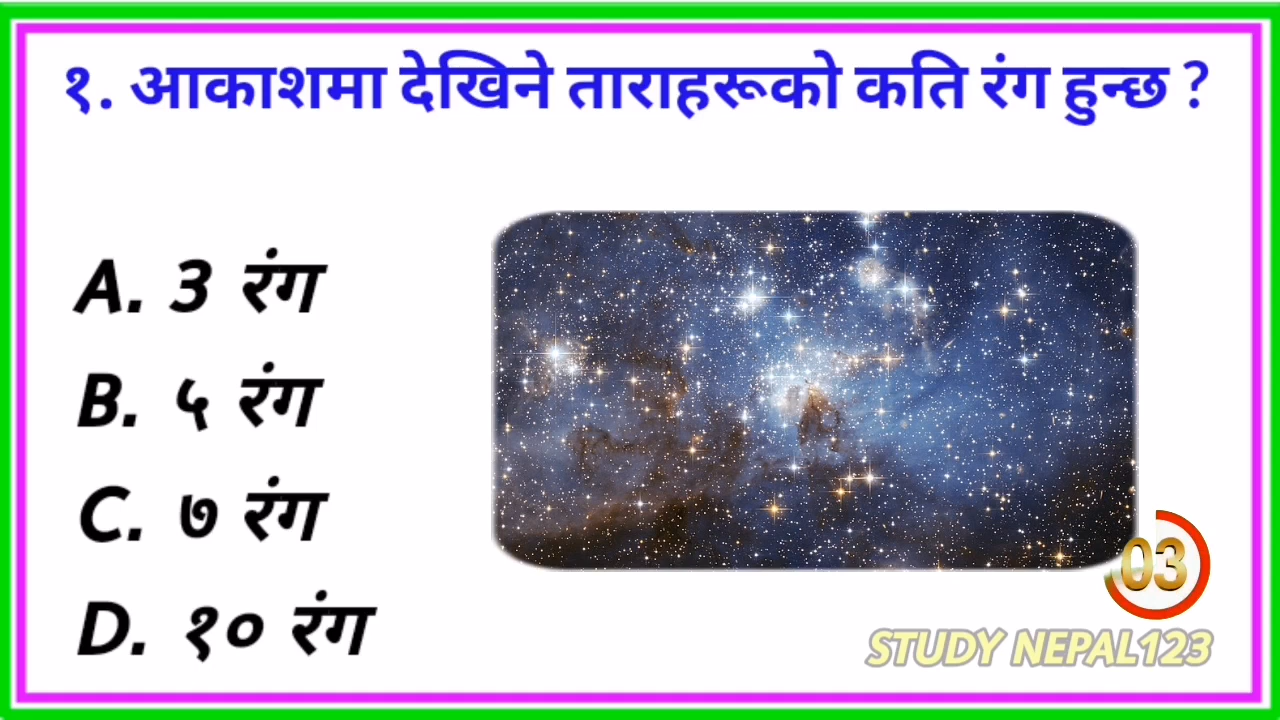 १. आकाशमा देखिने ताराहरूको कति रंग हुन्छ ?
A. 3 रंग
B. ५ रंग
C. ७ रंग
D. १० रंग
03
STUDY NEPAL123